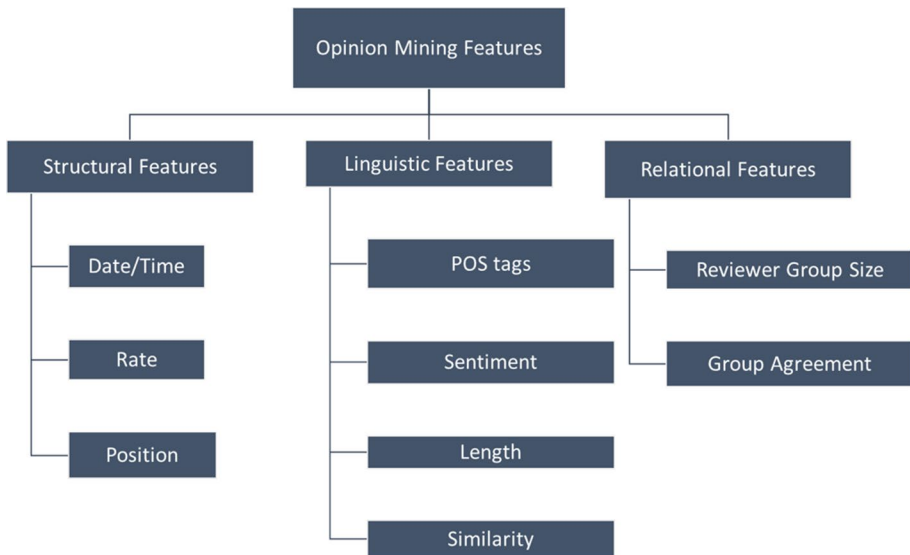 Opinion Mining Features
Structural Features
Linguistic Features
Relational Features
Date/Time
Rate
Position
POS tags
Sentiment
Length
Similarity
Reviewer Group Size
Group Agreement